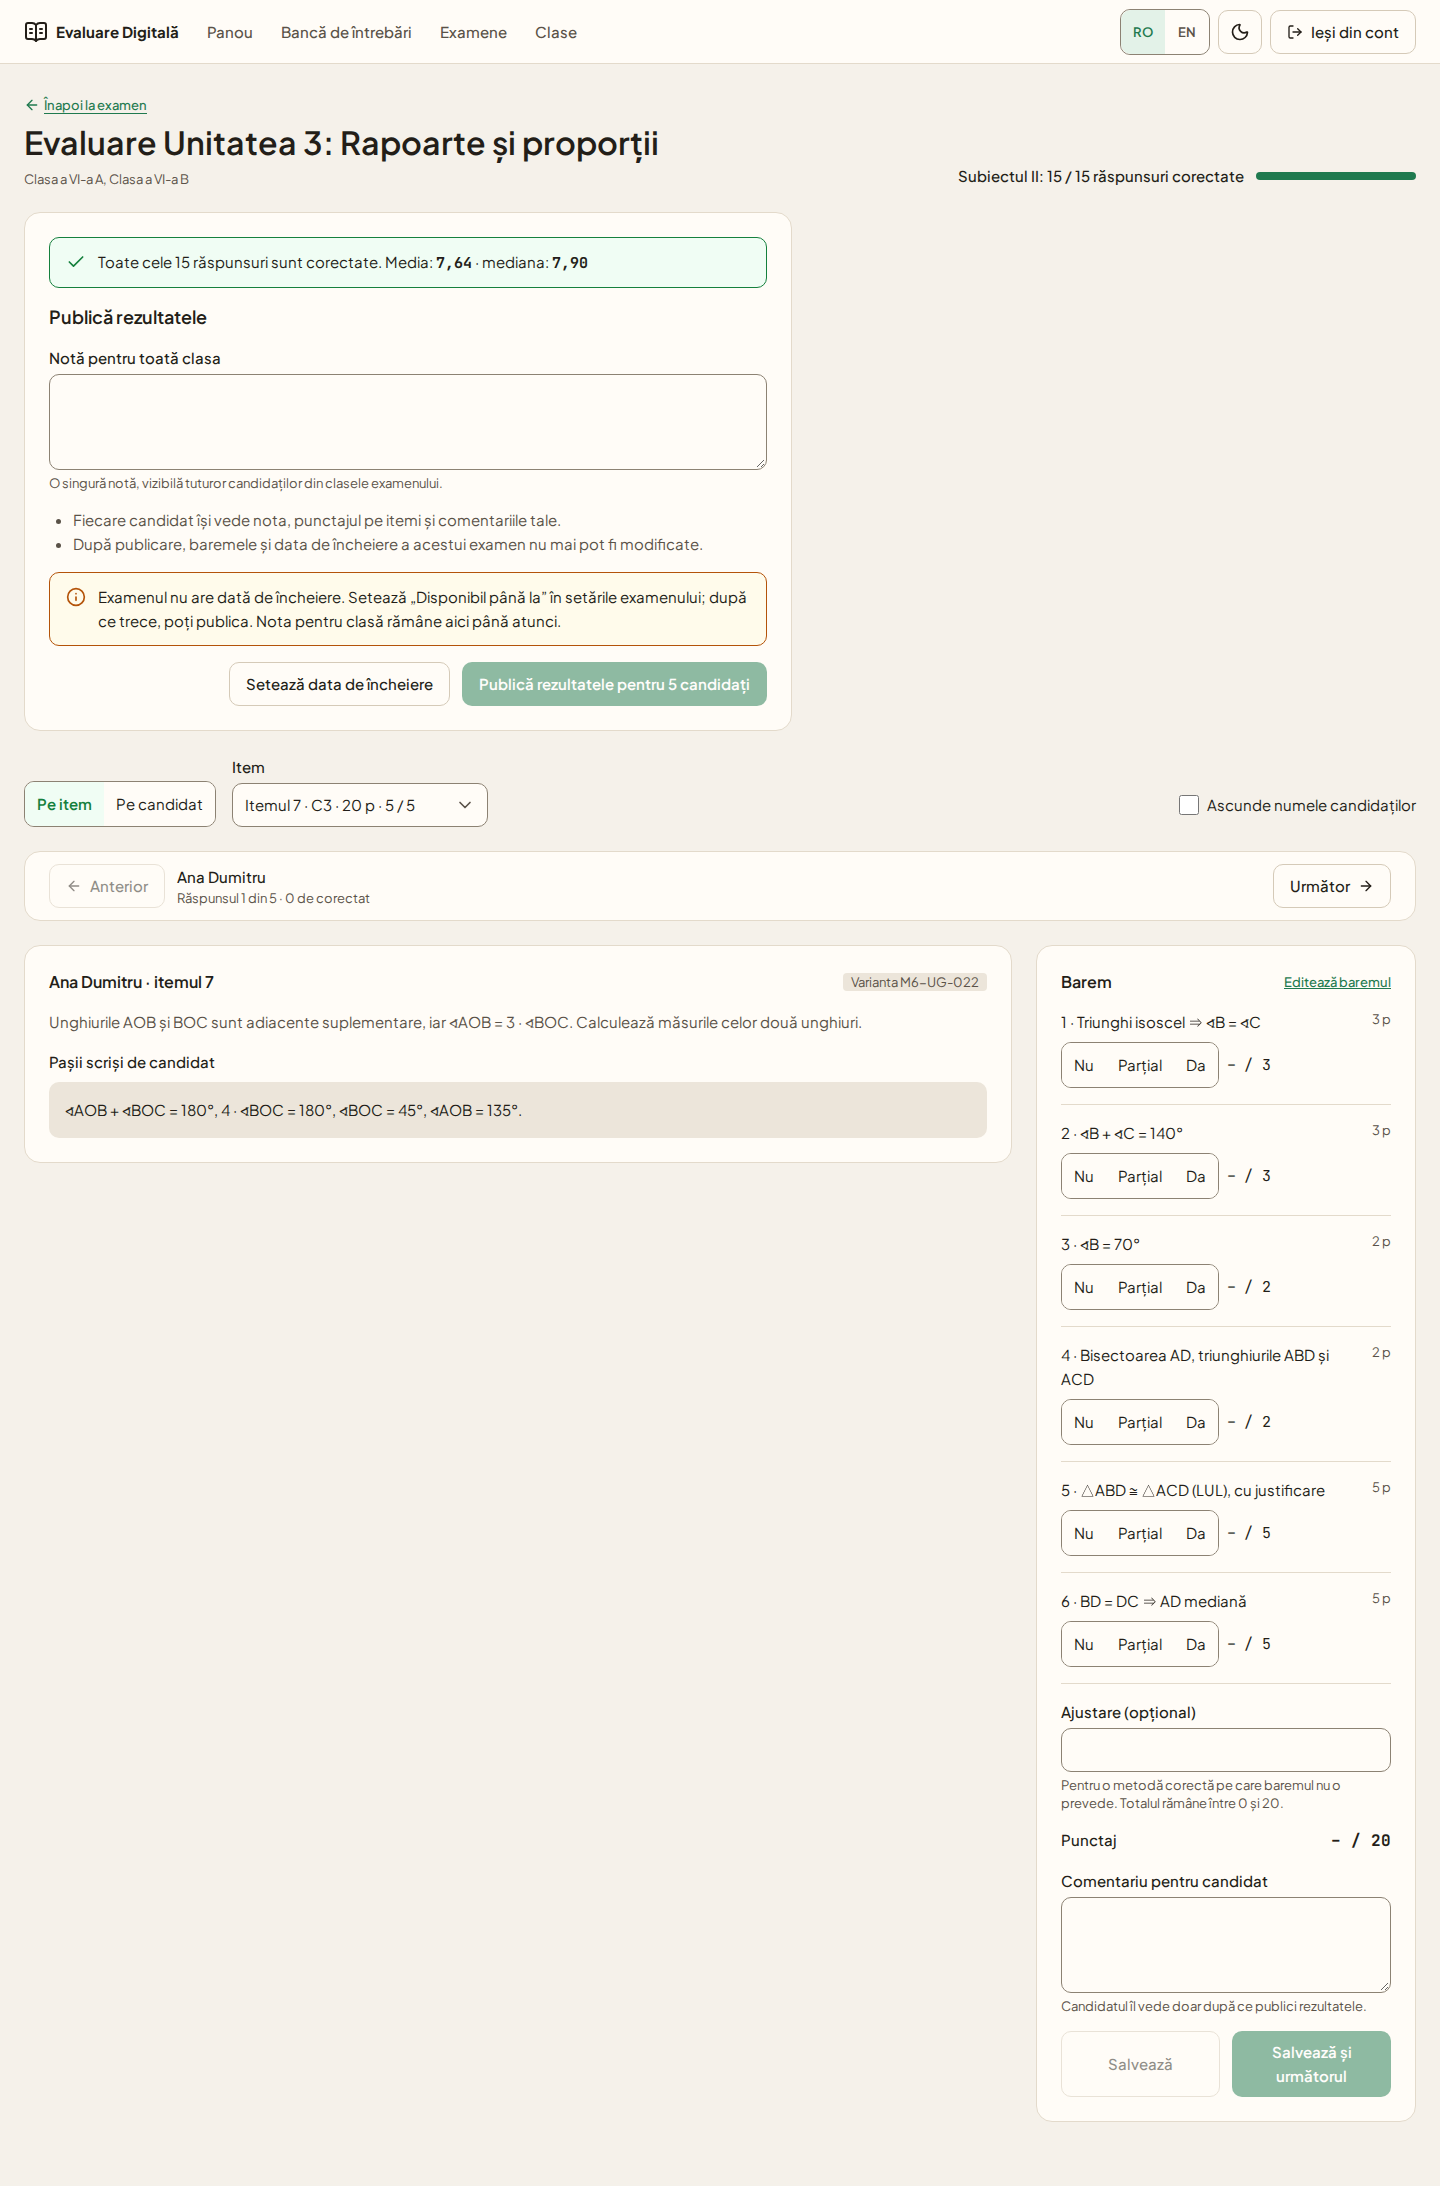 Evaluare Digitală
Panou
Bancă de întrebări
Examene
Clase
RO
EN
Ieși din cont
Înapoi la examen
Evaluare Unitatea 3: Rapoarte și proporții
Clasa a VI-a A, Clasa a VI-a B
Subiectul II: 15 / 15 răspunsuri corectate
Toate cele 15 răspunsuri sunt corectate. Media: 7,64 · mediana: 7,90
Publică rezultatele
Notă pentru toată clasa
O singură notă, vizibilă tuturor candidaților din clasele examenului.
• Fiecare candidat își vede nota, punctajul pe itemi și comentariile tale.
• După publicare, baremele și data de încheiere a acestui examen nu mai pot fi modificate.
Examenul nu are dată de încheiere. Setează „Disponibil până la” în setările examenului; după
ce trece, poți publica. Nota pentru clasă rămâne aici până atunci.
Setează data de încheiere
Publică rezultatele pentru 5 candidați
Pe item
Pe candidat
Item
Itemul 7 · C3 · 20 p · 5 / 5
Ascunde numele candidaților
Anterior
Ana Dumitru
Răspunsul 1 din 5 · 0 de corectat
Următor
Ana Dumitru · itemul 7
Varianta M6-UG-022
Unghiurile AOB și BOC sunt adiacente suplementare, iar ∢AOB = 3 · ∢BOC. Calculează măsurile celor două unghiuri.
Pașii scriși de candidat
∢AOB + ∢BOC = 180°, 4 · ∢BOC = 180°, ∢BOC = 45°, ∢AOB = 135°.
Barem
Editează baremul
1 · Triunghi isoscel ⇒ ∢B = ∢C
3 p
Nu Parțial Da – / 3
2 · ∢B + ∢C = 140°
3 p
Nu Parțial Da – / 3
3 · ∢B = 70°
2 p
Nu Parțial Da – / 2
4 · Bisectoarea AD, triunghiurile ABD și
ACD
2 p
Nu Parțial Da – / 2
5 · △ABD ≅ △ACD (LUL), cu justificare
5 p
Nu Parțial Da – / 5
6 · BD = DC ⇒ AD mediană
5 p
Nu Parțial Da – / 5
Ajustare (opțional)
Pentru o metodă corectă pe care baremul nu o
prevede. Totalul rămâne între 0 și 20.
Punctaj
– / 20
Comentariu pentru candidat
Candidatul îl vede doar după ce publici rezultatele.
Salvează
Salvează și
următorul